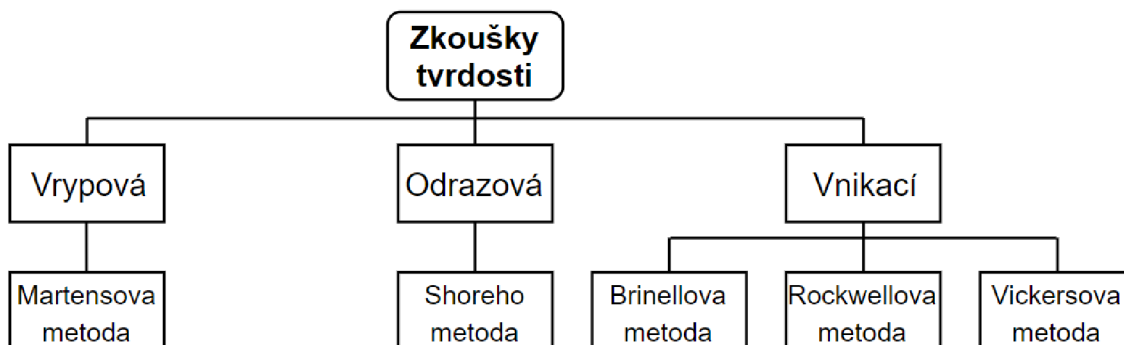 Zkoušky
tvrdosti
Vrypová
Odrazová
Vnikací
Martensova
metoda
Shoreho
metoda
Brinellova
metoda
Rockwellova
metoda
Vickersova
metoda